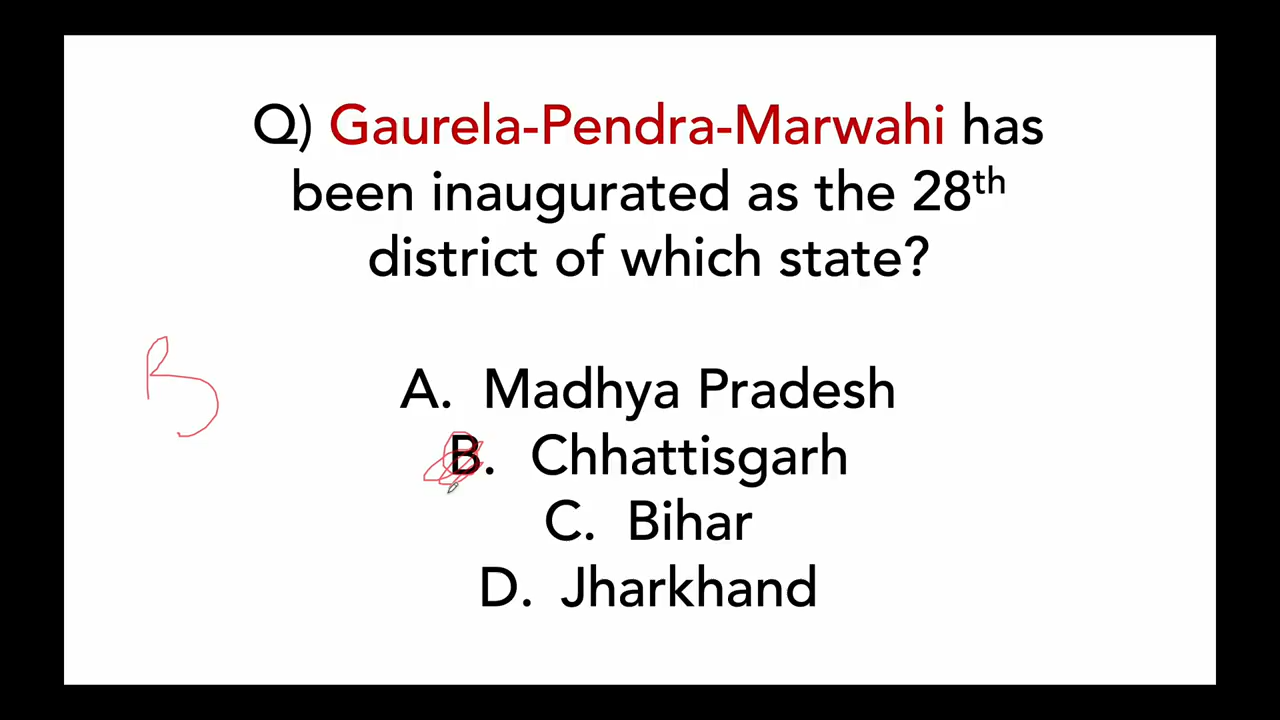 Q) Gaurela-Pendra-Marwahi has
been inaugurated as the 28th
district of which state?
B
A. Madhya Pradesh
B. Chhattisgarh
C. Bihar
D. Jharkhand